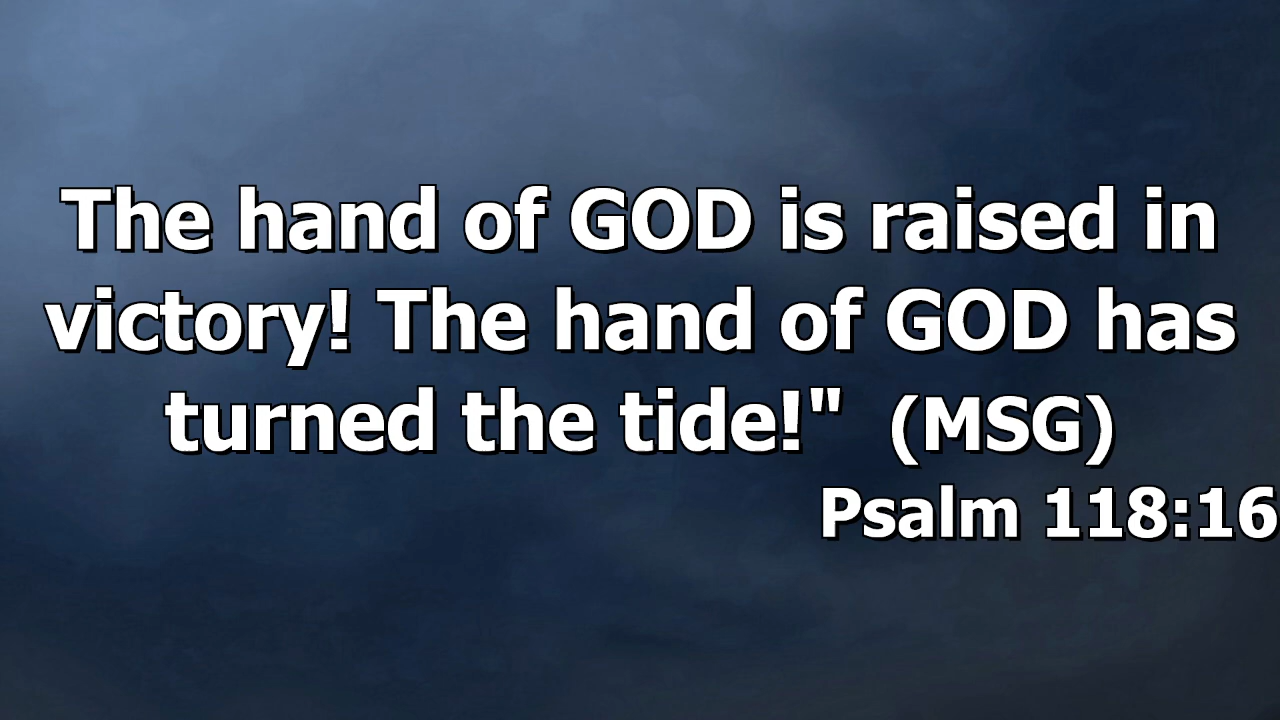 The hand of GOD is raised in
victory! The hand of GOD has
turned the tide!"  (MSG)
Psalm 118:16